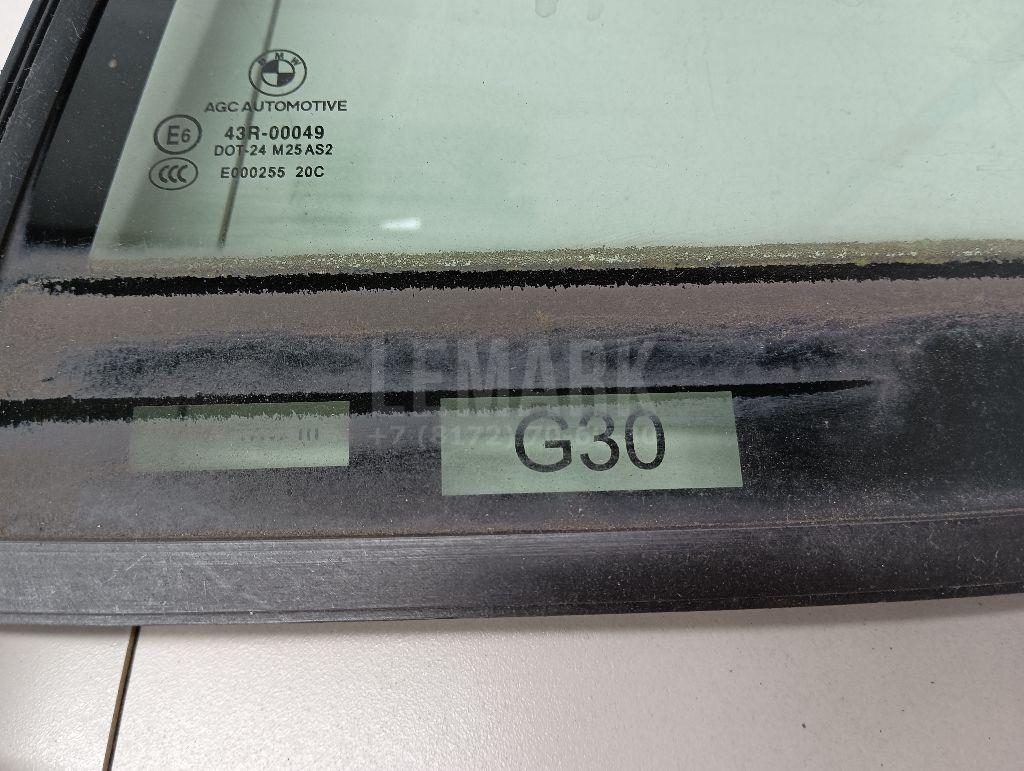 BMW
AGC AUTOMOTIVE
E6 43R-00049
DOT-24 M25 AS2
CCC E000255 20C
LEMARK
G30